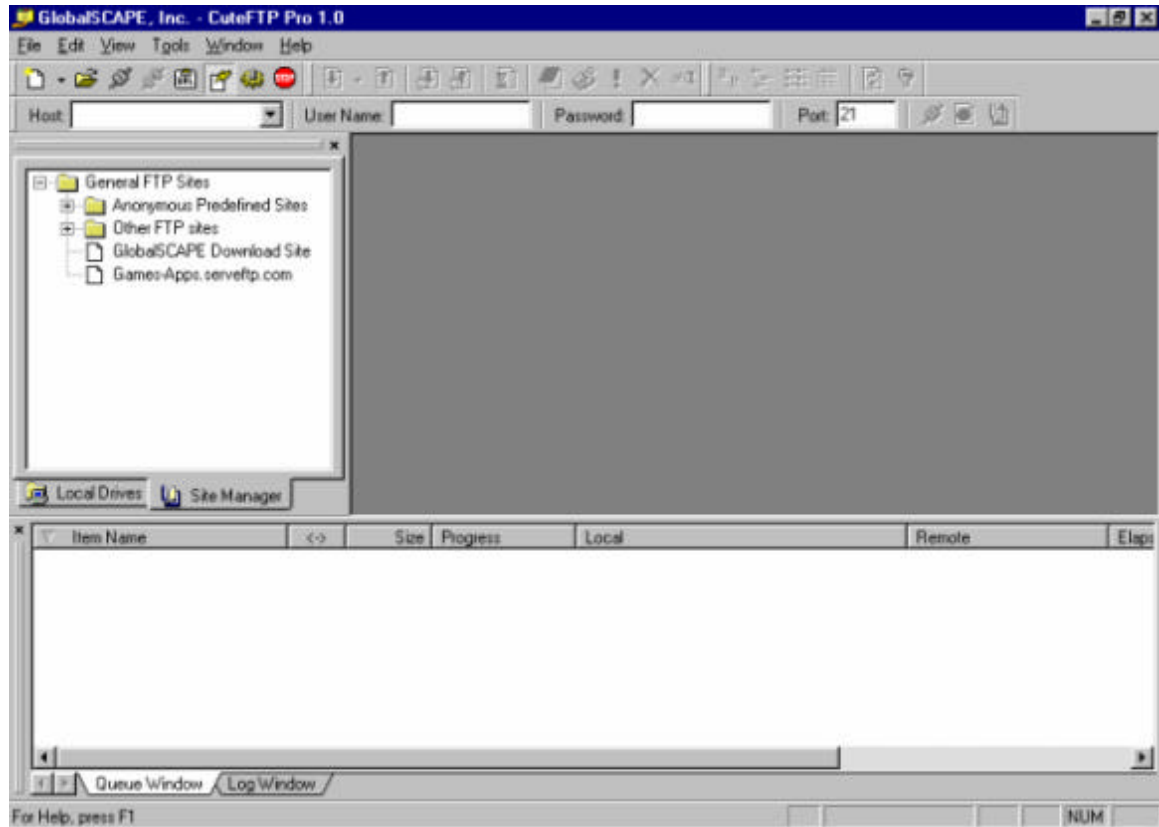 GlobalSCAPE, Inc. - CuteFTP Pro 1.0
File Edit View Tools Window Help
STOP
Host: User Name: Password: Port: 21
General FTP Sites
Anonymous Predefined Sites
Other FTP sites
GlobalSCAPE Download Site
Games-Apps.serveftp.com
Local Drives Site Manager
Item Name <-> Size Progress Local Remote Elaps
Queue Window Log Window
For Help, press F1 NUM